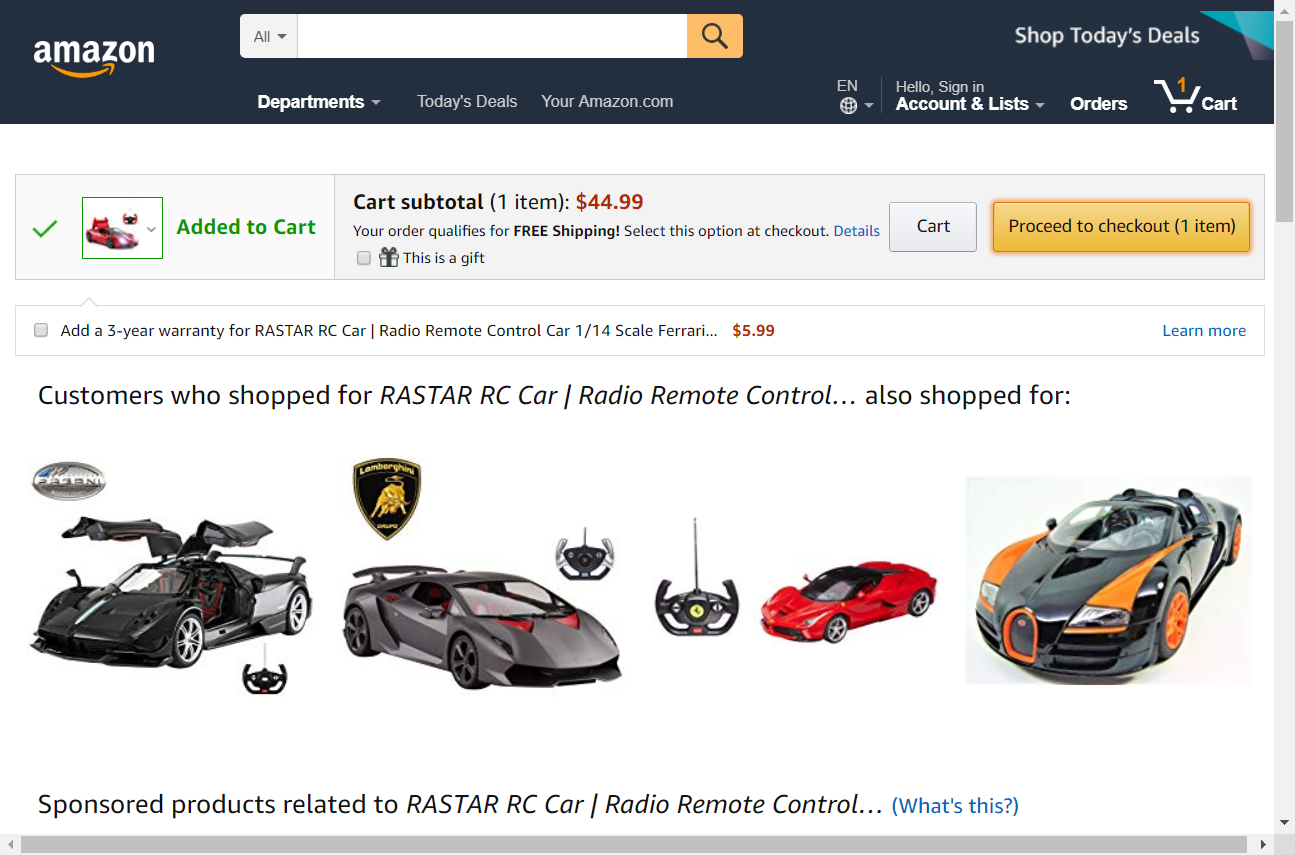 amazon
All
Shop Today's Deals
Departments
Today's Deals
Your Amazon.com
EN
Hello, Sign in
Account & Lists
Orders
1
Cart
Added to Cart
Cart subtotal (1 item): $44.99
Your order qualifies for FREE Shipping! Select this option at checkout. Details
This is a gift
Cart
Proceed to checkout (1 item)
Add a 3-year warranty for RASTAR RC Car | Radio Remote Control Car 1/14 Scale Ferrari... $5.99
Learn more
Customers who shopped for RASTAR RC Car | Radio Remote Control... also shopped for:
PAGANI
Lamborghini
Sponsored products related to RASTAR RC Car | Radio Remote Control... (What's this?)